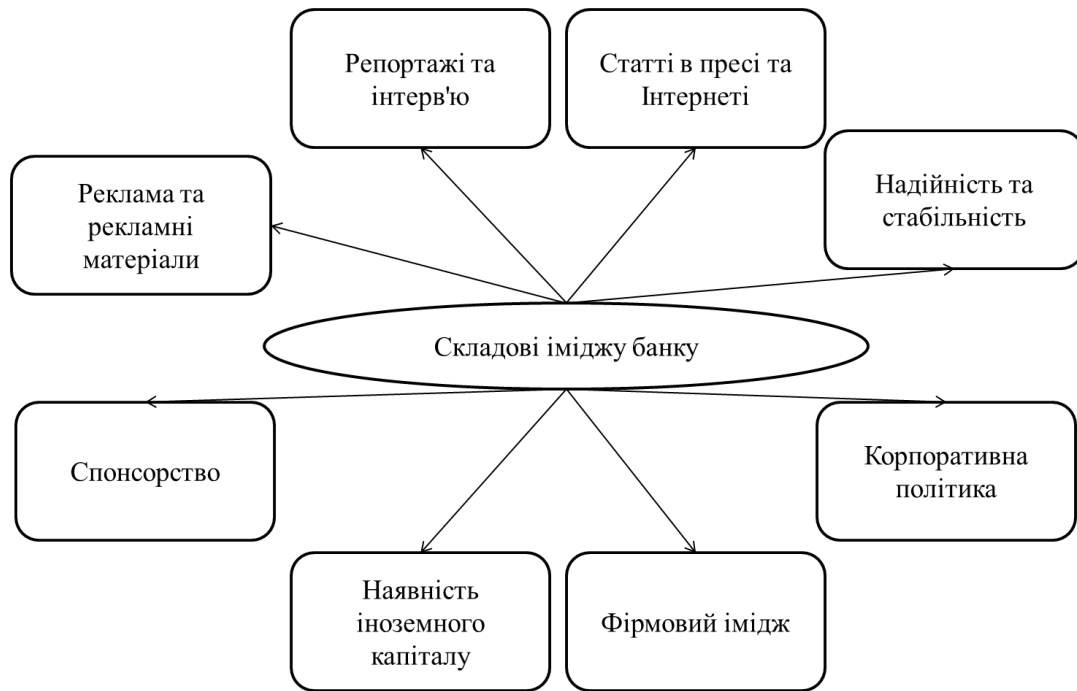 Репортажі та
інтерв'ю
Статті в пресі та
Інтернеті
Реклама та
рекламні
матеріали
Надійність та
стабільність
Складові іміджу банку
Спонсорство
Корпоративна
політика
Наявність
іноземного
капіталу
Фірмовий імідж